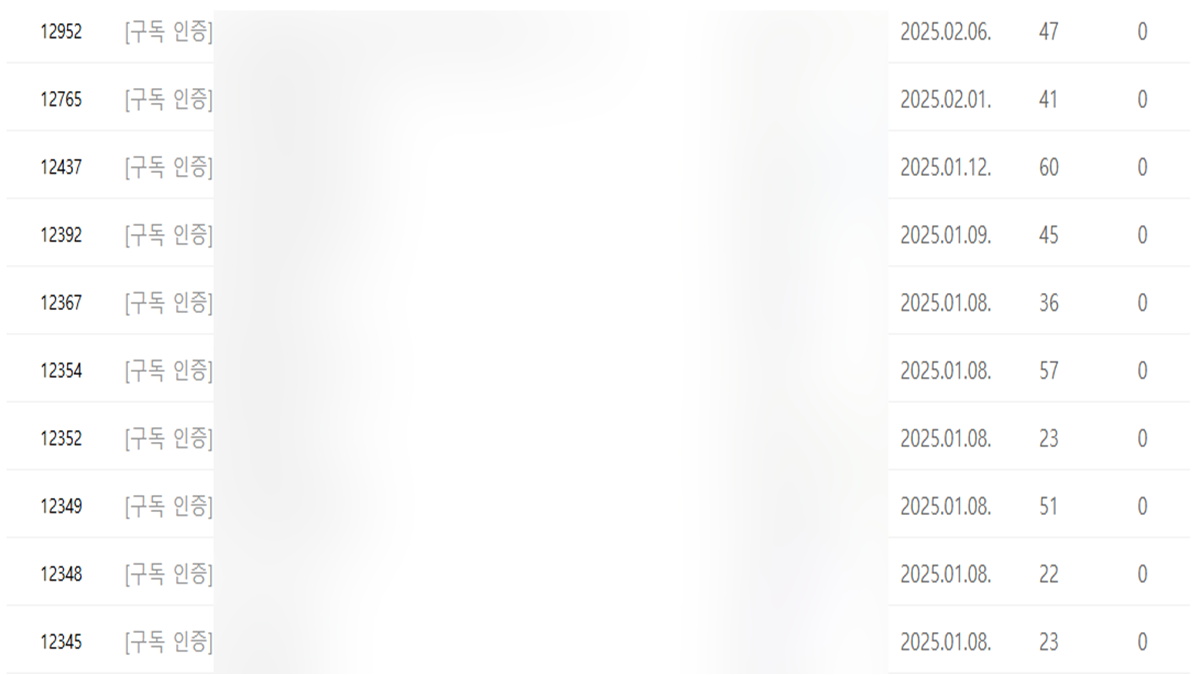 12952 [구독 인증] 2025.02.06. 47 0
12765 [구독 인증] 2025.02.01. 41 0
12437 [구독 인증] 2025.01.12. 60 0
12392 [구독 인증] 2025.01.09. 45 0
12367 [구독 인증] 2025.01.08. 36 0
12354 [구독 인증] 2025.01.08. 57 0
12352 [구독 인증] 2025.01.08. 23 0
12349 [구독 인증] 2025.01.08. 51 0
12348 [구독 인증] 2025.01.08. 22 0
12345 [구독 인증] 2025.01.08. 23 0